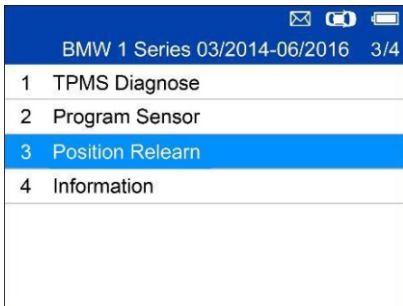 BMW 1 Series 03/2014-06/2016 3/4
1 TPMS Diagnose
2 Program Sensor
3 Position Relearn
4 Information